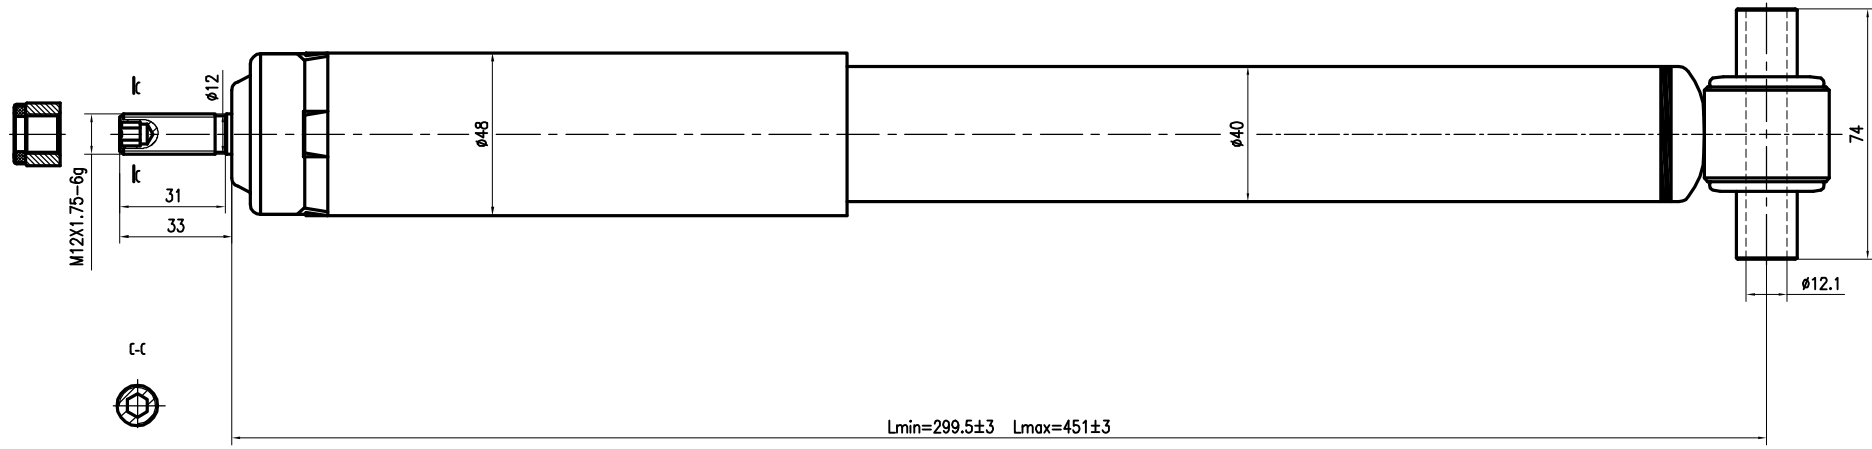 C
C
ø12
M12X1.75-6g
31
33
ø48
ø40
74
ø12.1
C-C
Lmin=299.5±3 Lmax=451±3